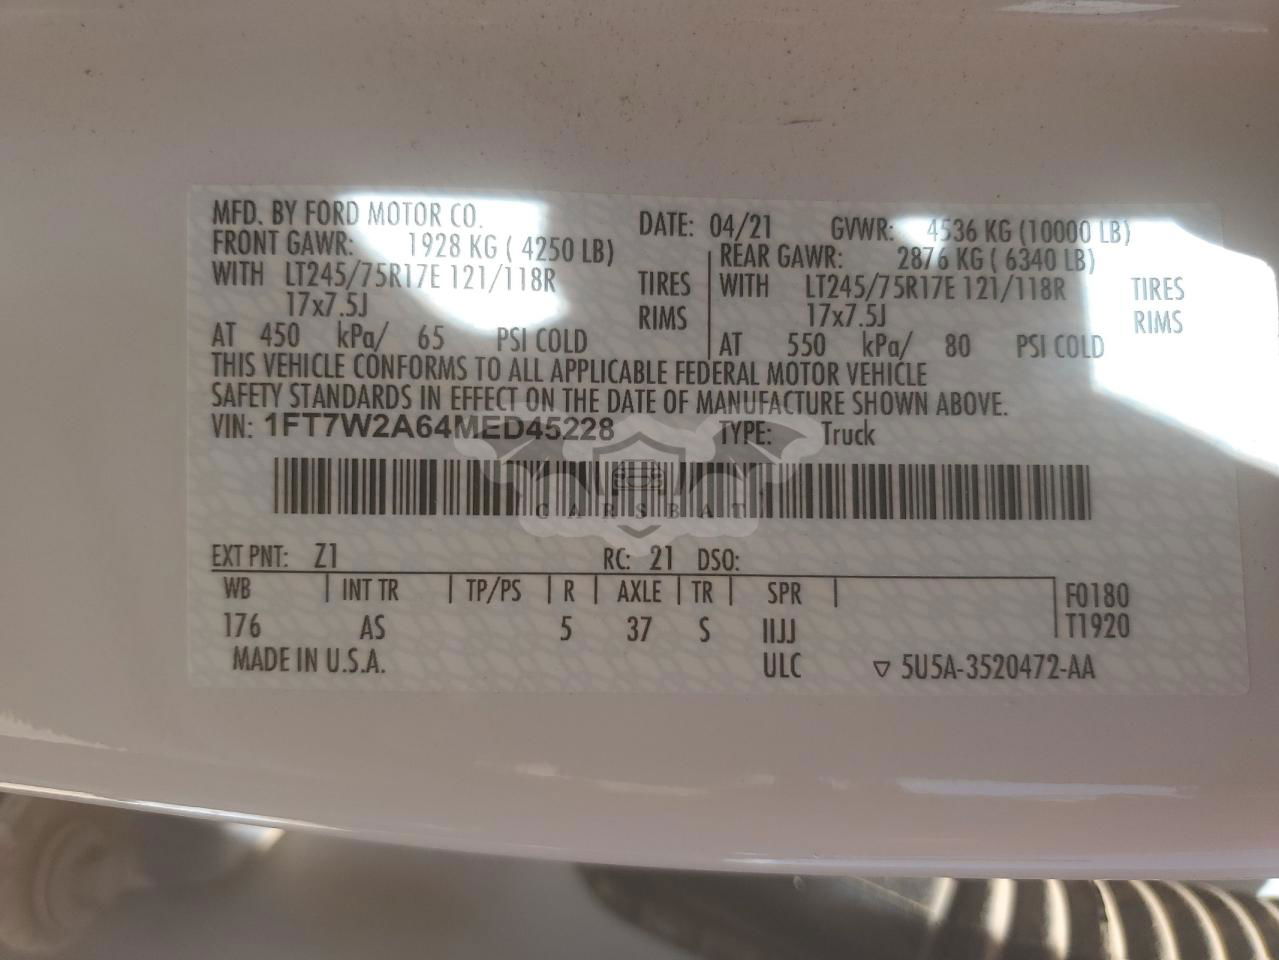 MFD. BY FORD MOTOR CO. DATE: 04/21 GVWR: 4536 KG (10000 LB)
FRONT GAWR: 1928 KG ( 4250 LB) REAR GAWR: 2876 KG ( 6340 LB)
WITH LT245/75R17E 121/118R TIRES WITH LT245/75R17E 121/118R TIRES
17x7.5J RIMS 17x7.5J RIMS
AT 450 kPa/ 65 PSI COLD AT 550 kPa/ 80 PSI COLD
THIS VEHICLE CONFORMS TO ALL APPLICABLE FEDERAL MOTOR VEHICLE
SAFETY STANDARDS IN EFFECT ON THE DATE OF MANUFACTURE SHOWN ABOVE.
VIN: 1FT7W2A64MED45228 TYPE: Truck
CARSBAT
EXT PNT: Z1 RC: 21 DSO:
WB INT TR TP/PS R AXLE TR SPR F0180
176 AS 5 37 S IIJJ T1920
MADE IN U.S.A. ULC 5U5A-3520472-AA